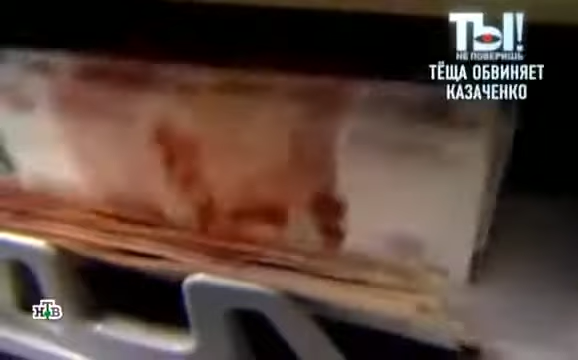 ТЫ!
НЕ ПОВЕРИШЬ
ТЁЩА ОБВИНЯЕТ
КАЗАЧЕНКО
НТВ